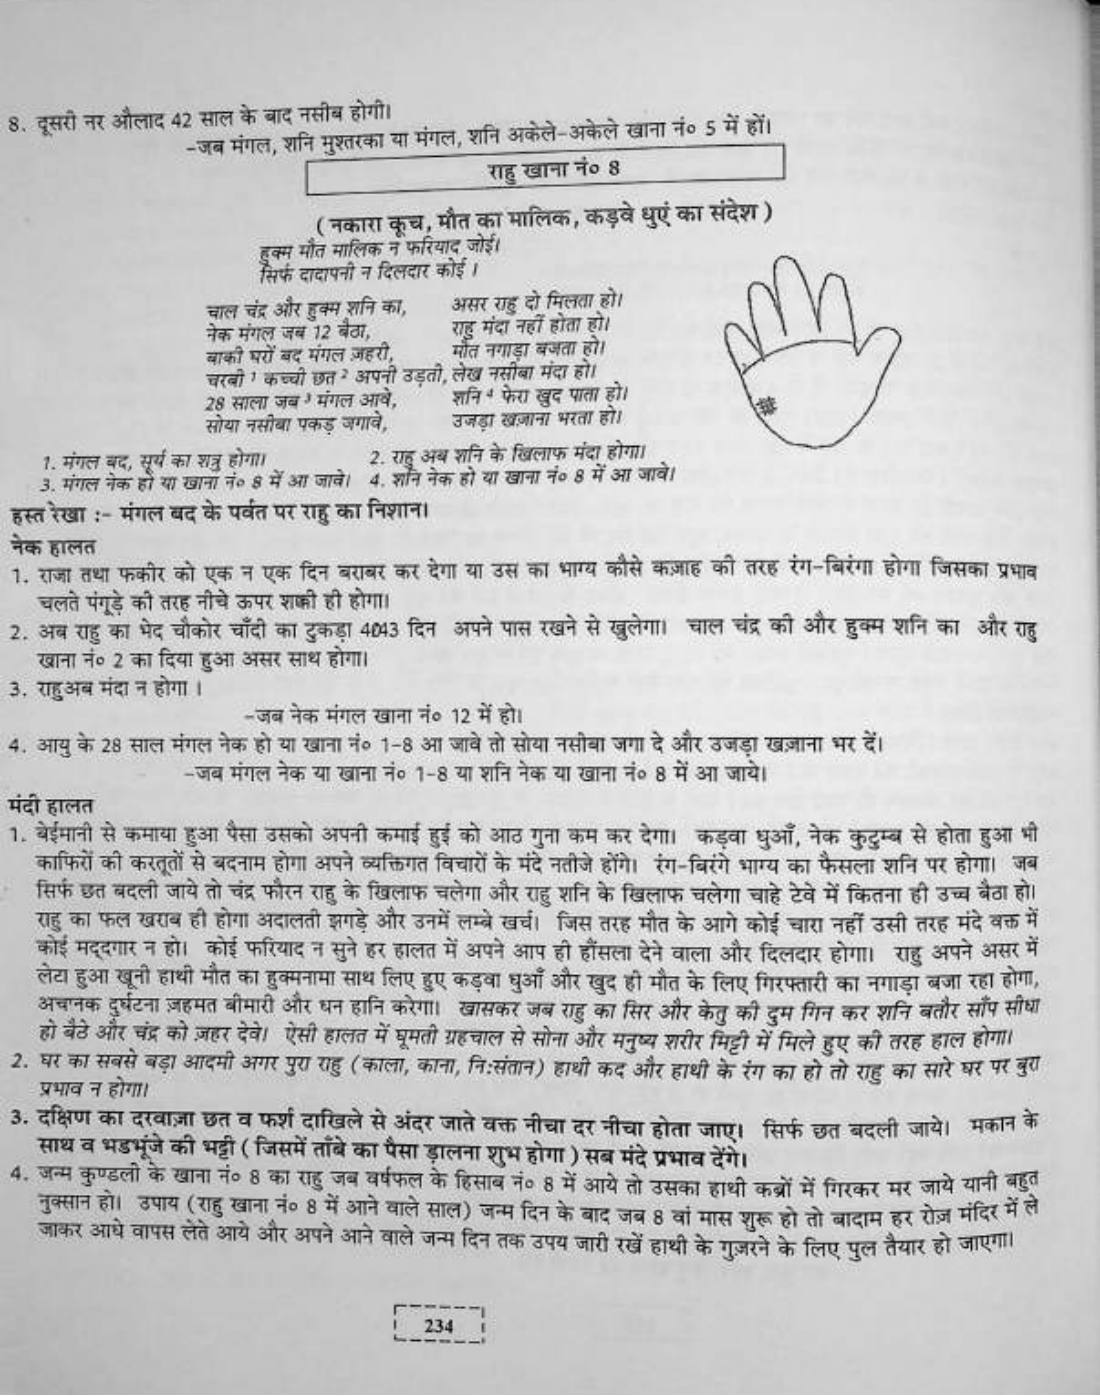 8. दूसरी नर औलाद 42 साल के बाद नसीब होगी।
-जब मंगल, शनि मुश्तरका या मंगल, शनि अकेले-अकेले खाना नं० 5 में हों।
राहु खाना नं० 8
( नकारा कूच, मौत का मालिक, कड़वे धुएं का संदेश )
हुक्म मौत मालिक न फरियाद जोई।
सिर्फ दादापनी न दिलदार कोई ।
चाल चंद्र और हुक्म शनि का, असर राहु दो मिलता हो।
नेक मंगल जब 12 बैठा, राहु मंदा नहीं होता हो।
बाकी घरों बद मंगल ज़हरी, मौत नगाड़ा बजता हो।
चरबी ¹ कच्ची छत ² अपनी उड़ती, लेख नसीबा मंदा हो।
28 साला जब ³ मंगल आवे, शनि ⁴ फेरा खुद पाता हो।
सोया नसीबा पकड़ जगावे, उजड़ा खज़ाना भरता हो।
1. मंगल बद, सूर्य का शत्रु होगा। 2. राहु अब शनि के खिलाफ मंदा होगा।
3. मंगल नेक हो या खाना नं० 8 में आ जावे। 4. शनि नेक हो या खाना नं० 8 में आ जावे।
हस्त रेखा :- मंगल बद के पर्वत पर राहु का निशान।
नेक हालत
1. राजा तथा फकीर को एक न एक दिन बराबर कर देगा या उस का भाग्य कौसे कज़ाह की तरह रंग-बिरंगा होगा जिसका प्रभाव
चलते पंगूड़े की तरह नीचे ऊपर शक्की ही होगा।
2. अब राहु का भेद चौकोर चाँदी का टुकड़ा 4043 दिन अपने पास रखने से खुलेगा। चाल चंद्र की और हुक्म शनि का और राहु
खाना नं० 2 का दिया हुआ असर साथ होगा।
3. राहुअब मंदा न होगा ।
-जब नेक मंगल खाना नं० 12 में हो।
4. आयु के 28 साल मंगल नेक हो या खाना नं० 1-8 आ जावे तो सोया नसीबा जगा दे और उजड़ा खज़ाना भर दें।
-जब मंगल नेक या खाना नं० 1-8 या शनि नेक या खाना नं० 8 में आ जाये।
मंदी हालत
1. बेईमानी से कमाया हुआ पैसा उसको अपनी कमाई हुई को आठ गुना कम कर देगा। कड़वा धुआँ, नेक कुटुम्ब से होता हुआ भी
काफिरों की करतूतों से बदनाम होगा अपने व्यक्तिगत विचारों के मंदे नतीजे होंगे। रंग-बिरंगे भाग्य का फैसला शनि पर होगा। जब
सिर्फ छत बदली जाये तो चंद्र फौरन राहु के खिलाफ चलेगा और राहु शनि के खिलाफ चलेगा चाहे टेवे में कितना ही उच्च बैठा हो।
राहु का फल खराब ही होगा अदालती झगड़े और उनमें लम्बे खर्च। जिस तरह मौत के आगे कोई चारा नहीं उसी तरह मंदे वक्त में
कोई मद्दगार न हो। कोई फरियाद न सुने हर हालत में अपने आप ही हौंसला देने वाला और दिलदार होगा। राहु अपने असर में
लेटा हुआ खूनी हाथी मौत का हुक्मनामा साथ लिए हुए कड़वा धुआँ और खुद ही मौत के लिए गिरफ्तारी का नगाड़ा बजा रहा होगा,
अचानक दुर्घटना ज़हमत बीमारी और धन हानि करेगा। खासकर जब राहु का सिर और केतु की दुम गिन कर शनि बतौर साँप सीधा
हो बैठे और चंद्र को ज़हर देवे। ऐसी हालत में घूमती ग्रहचाल से सोना और मनुष्य शरीर मिट्टी में मिले हुए की तरह हाल होगा।
2. घर का सबसे बड़ा आदमी अगर पुरा राहु (काला, काना, नि:संतान) हाथी कद और हाथी के रंग का हो तो राहु का सारे घर पर बुरा
प्रभाव न होगा।
3. दक्षिण का दरवाज़ा छत व फर्श दाखिले से अंदर जाते वक्त नीचा दर नीचा होता जाए। सिर्फ छत बदली जाये। मकान के
साथ व भडभूंजे की भट्टी ( जिसमें ताँबे का पैसा ड़ालना शुभ होगा ) सब मंदे प्रभाव देंगे।
4. जन्म कुण्डली के खाना नं० 8 का राहु जब वर्षफल के हिसाब नं० 8 में आये तो उसका हाथी कब्रों में गिरकर मर जाये यानी बहुत
नुक्सान हो। उपाय (राहु खाना नं० 8 में आने वाले साल) जन्म दिन के बाद जब 8 वां मास शुरू हो तो बादाम हर रोज़ मंदिर में ले
जाकर आधे वापस लेते आये और अपने आने वाले जन्म दिन तक उपय जारी रखें हाथी के गुज़रने के लिए पुल तैयार हो जाएगा।
234